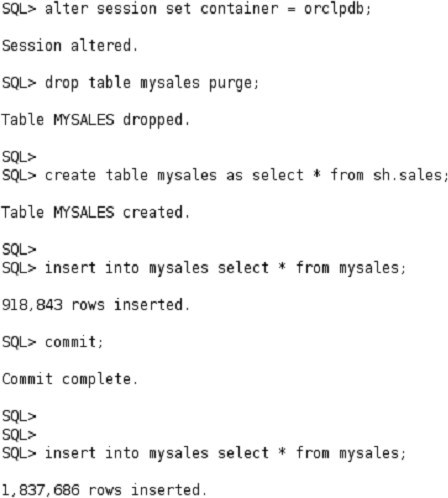 SQL> alter session set container = orclpdb;
Session altered.
SQL> drop table mysales purge;
Table MYSALES dropped.
SQL>
SQL> create table mysales as select * from sh.sales;
Table MYSALES created.
SQL>
SQL> insert into mysales select * from mysales;
918,843 rows inserted.
SQL> commit;
Commit complete.
SQL>
SQL>
SQL> insert into mysales select * from mysales;
1,837,686 rows inserted.